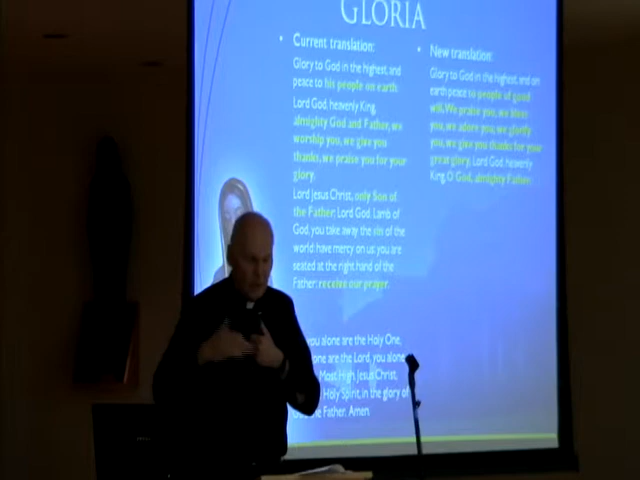 GLORIA
• Current translation:
Glory to God in the highest, and
peace to his people on earth.
Lord God, heavenly King,
almighty God and Father, we
worship you, we give you
thanks, we praise you for your
glory.
Lord Jesus Christ, only Son of
the Father, Lord God, Lamb of
God, you take away the sin of the
world: have mercy on us; you are
seated at the right hand of the
Father: receive our prayer.
you alone are the Holy One,
one are the Lord, you alone
Most High, Jesus Christ,
Holy Spirit, in the glory of
the Father. Amen.
• New translation:
Glory to God in the highest, and on
earth peace to people of good
will. We praise you, we bless
you, we adore you, we glorify
you, we give you thanks for your
great glory, Lord God, heavenly
King, O God, almighty Father.